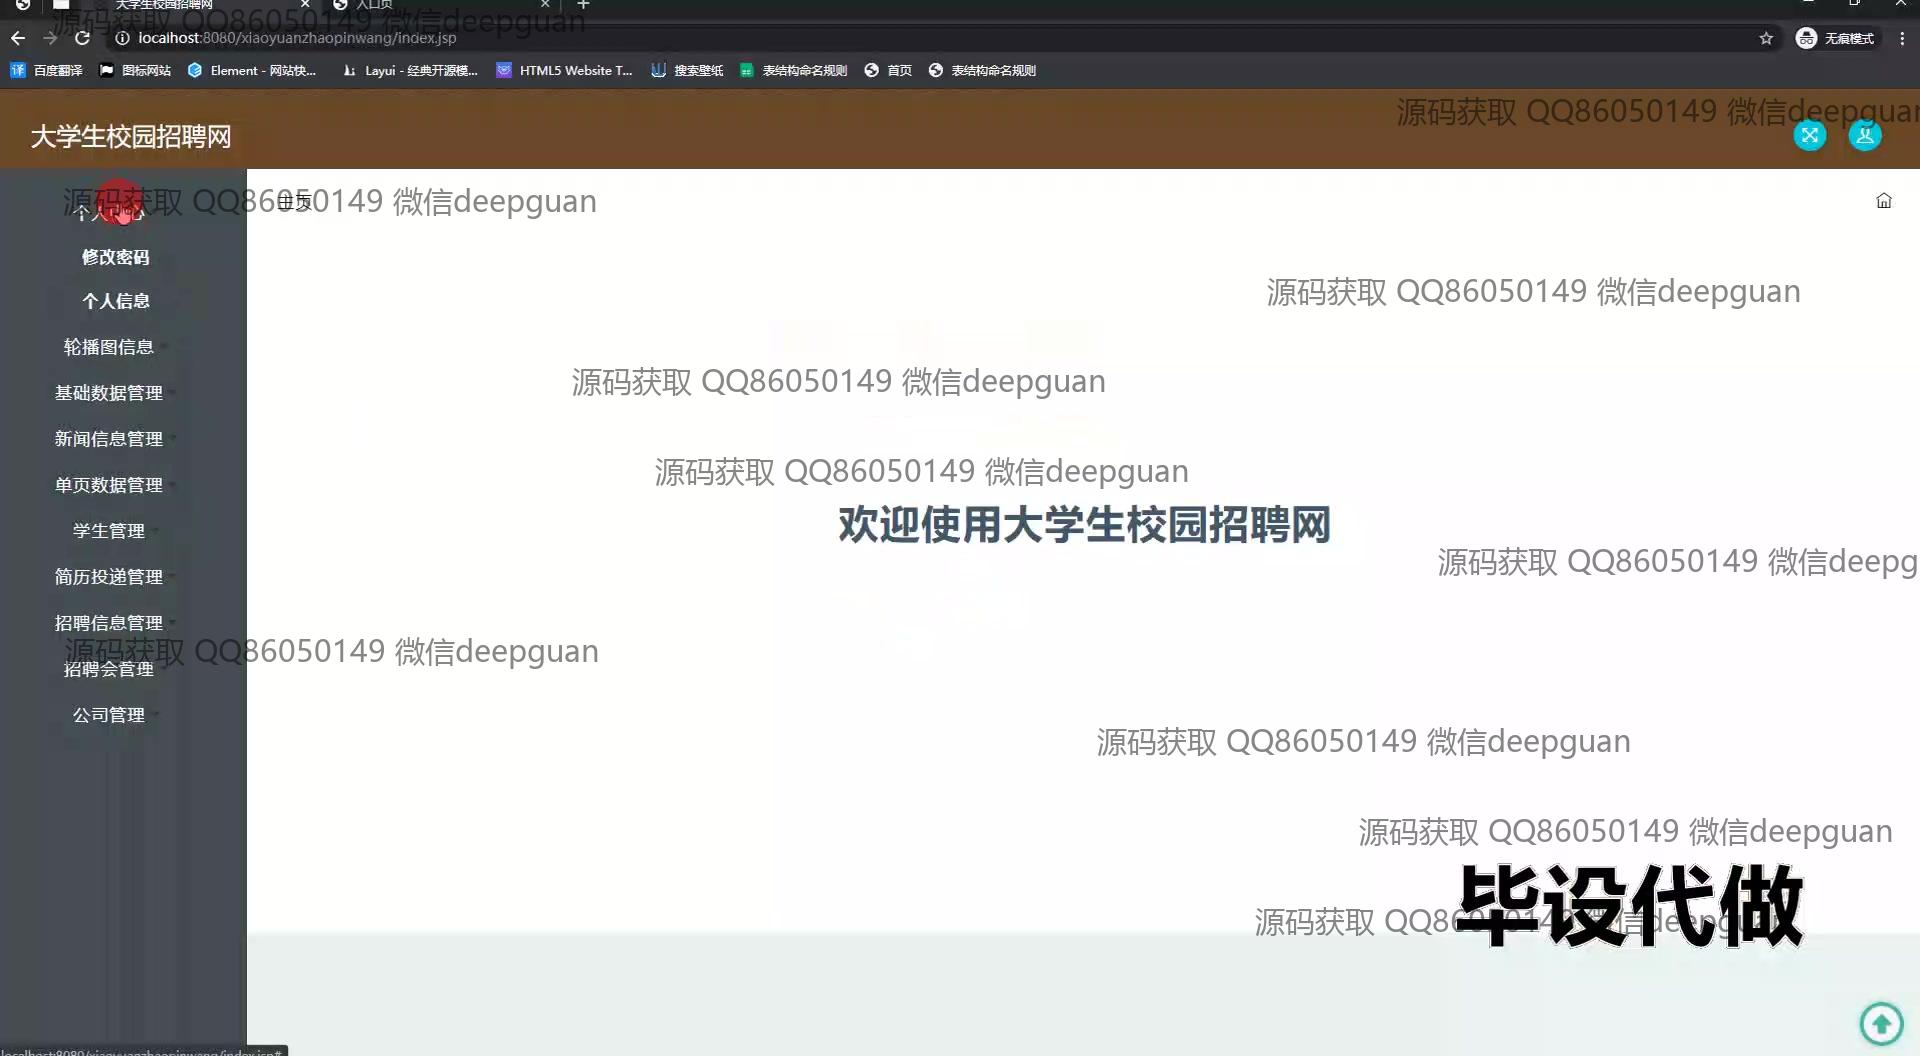 大学生校园招聘网
入口页
源码获取 QQ86050149 微信deepguan
localhost:8080/xiaoyuanzhaopinwang/index.jsp
无痕模式
百度翻译
图标网站
Element - 网站快...
Layui - 经典开源模...
HTML5 Website T...
搜索壁纸
表结构命名规则
首页
表结构命名规则
源码获取 QQ86050149 微信deepguan
大学生校园招聘网
源码获取 QQ86050149 微信deepguan
主页
个人中心
修改密码
个人信息
源码获取 QQ86050149 微信deepguan
轮播图信息
源码获取 QQ86050149 微信deepguan
基础数据管理
新闻信息管理
源码获取 QQ86050149 微信deepguan
单页数据管理
欢迎使用大学生校园招聘网
学生管理
源码获取 QQ86050149 微信deepg
简历投递管理
招聘信息管理
源码获取 QQ86050149 微信deepguan
招聘会管理
公司管理
源码获取 QQ86050149 微信deepguan
源码获取 QQ86050149 微信deepguan
毕设代做
源码获取 QQ86050149 微信deepguan
localhost:8080/xiaoyuanzhaopinwang/index.jsp#